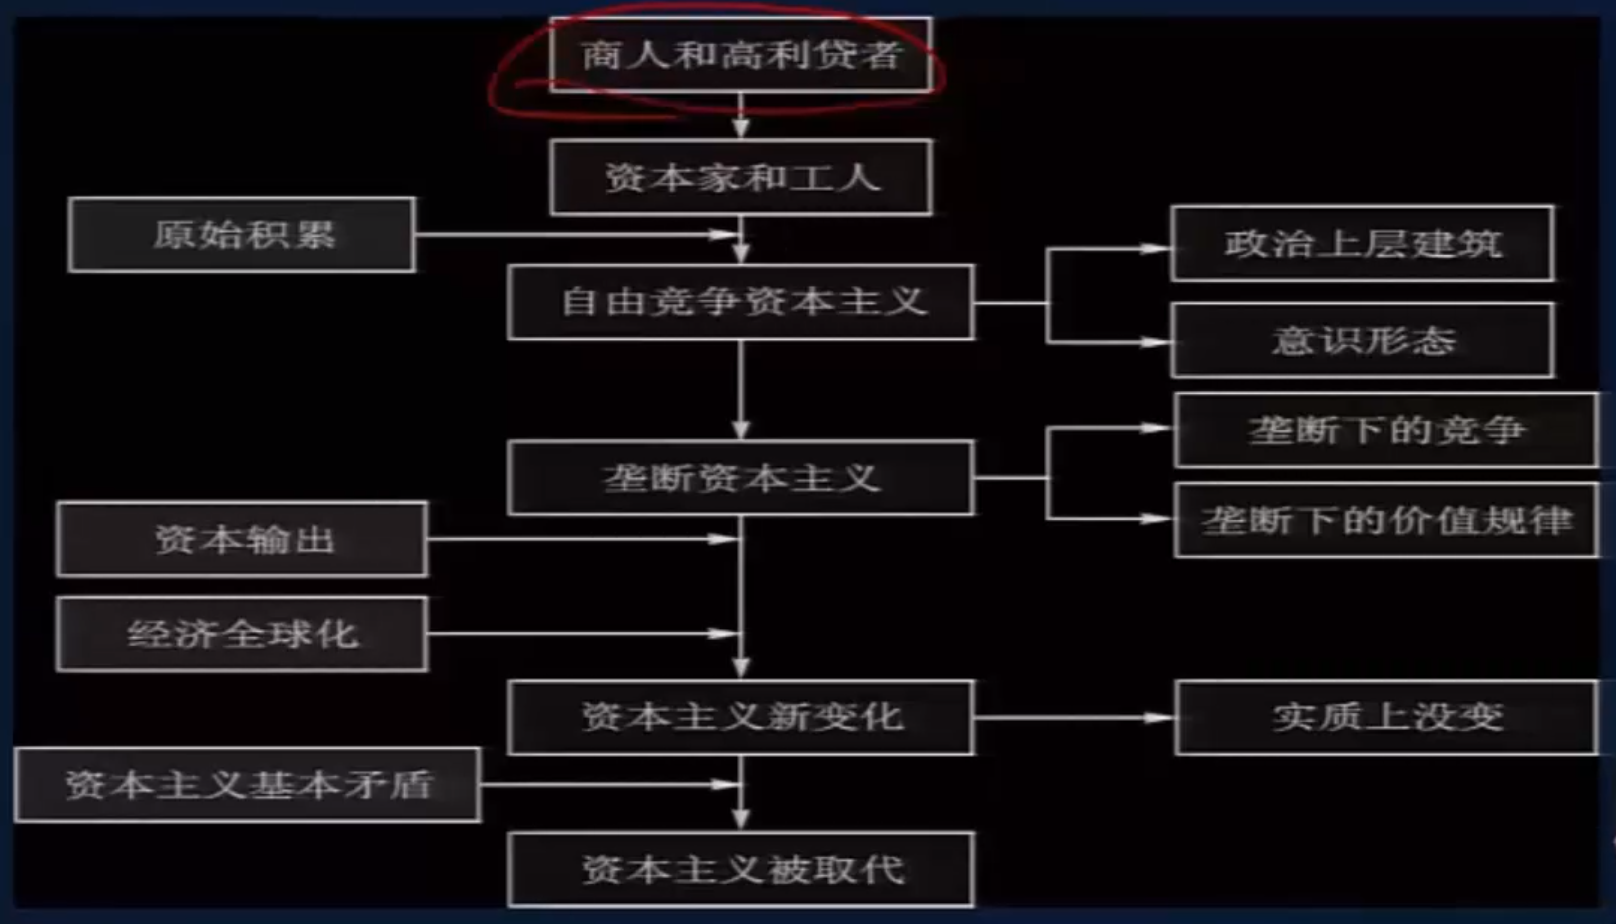 商人和高利贷者
资本家和工人
原始积累
自由竞争资本主义
政治上层建筑
意识形态
垄断资本主义
垄断下的竞争
垄断下的价值规律
资本输出
经济全球化
资本主义新变化
实质上没变
资本主义基本矛盾
资本主义被取代